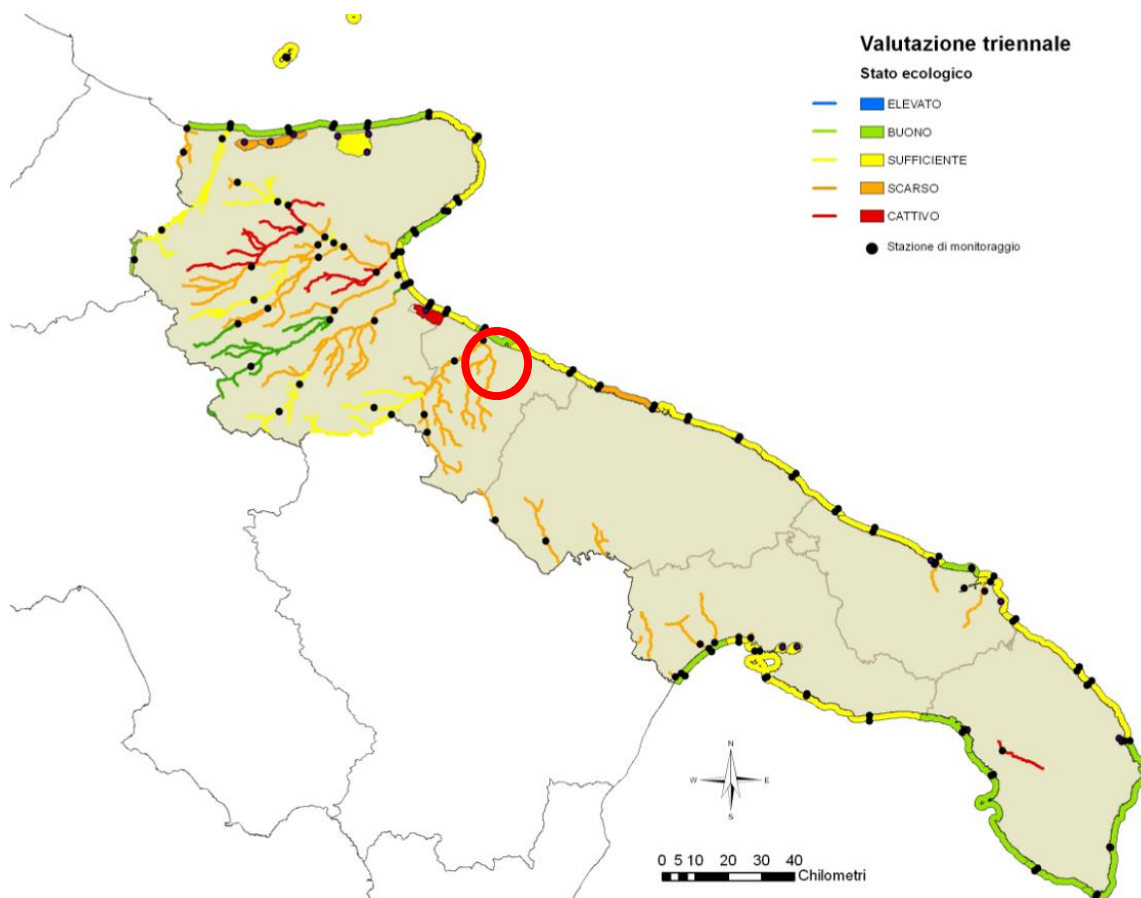 Valutazione triennale
Stato ecologico
ELEVATO
BUONO
SUFFICIENTE
SCARSO
CATTIVO
Stazione di monitoraggio
N
W E
S
0 5 10 20 30 40
Chilometri